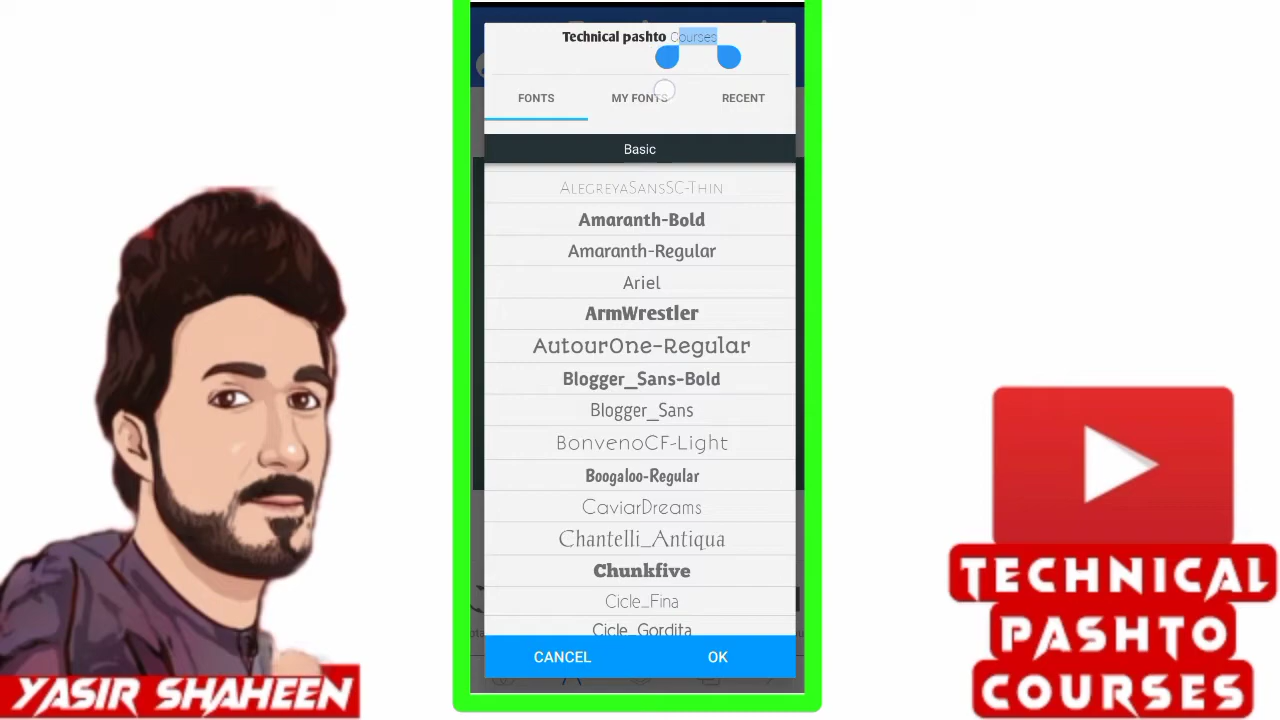 Technical pashto Courses
FONTS
MY FONTS
RECENT
Basic
AlegreyaSansSC-Thin
Amaranth-Bold
Amaranth-Regular
Ariel
ArmWrestler
AutourOne-Regular
Blogger_Sans-Bold
Blogger_Sans
BonvenoCF-Light
Boogaloo-Regular
CaviarDreams
Chantelli_Antiqua
Chunkfive
Cicle_Fina
Cicle_Gordita
CANCEL
OK
YASIR SHAHEEN
TECHNICAL
PASHTO
COURSES